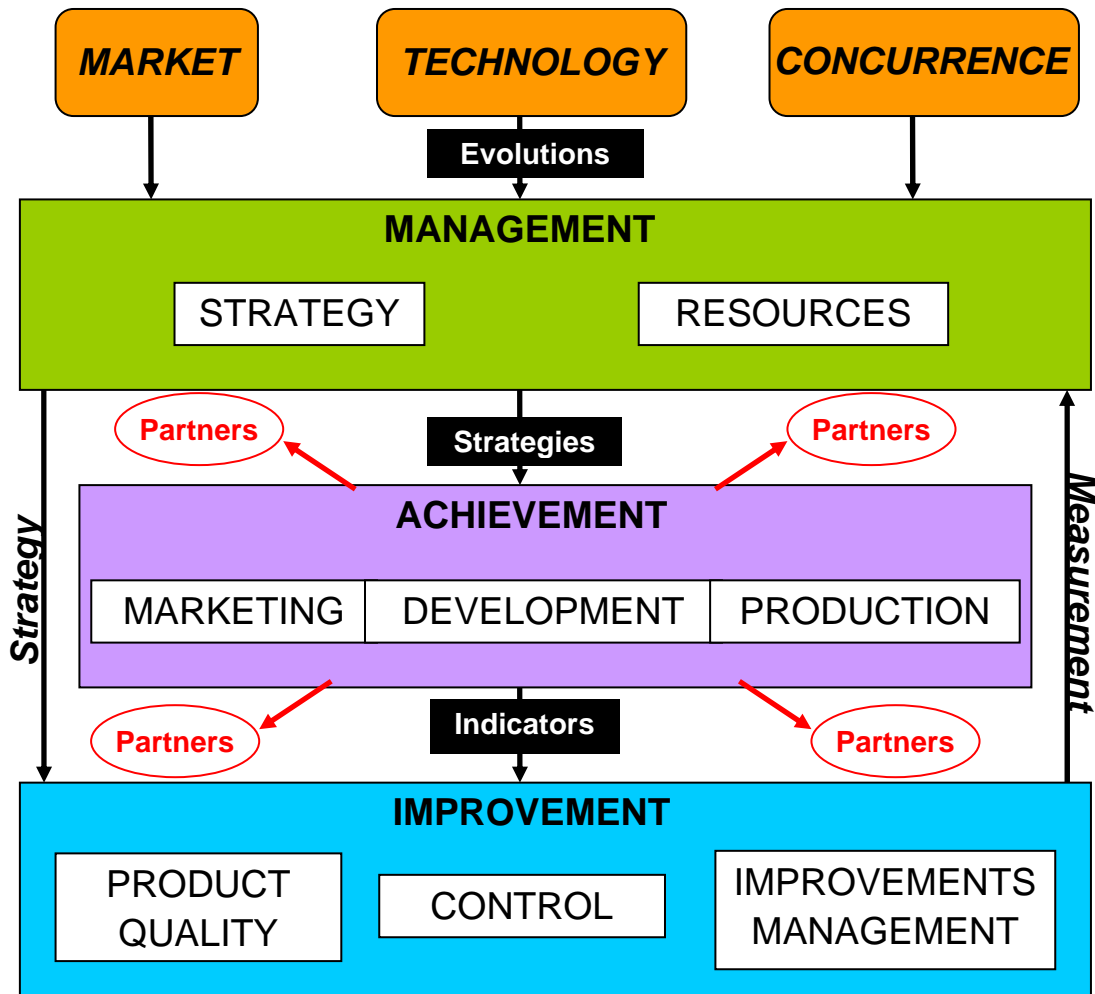 MARKET
TECHNOLOGY
CONCURRENCE
Evolutions
MANAGEMENT
STRATEGY
RESOURCES
Partners
Strategies
Partners
Strategy
Measurement
ACHIEVEMENT
MARKETING
DEVELOPMENT
PRODUCTION
Partners
Indicators
Partners
IMPROVEMENT
PRODUCT
QUALITY
CONTROL
IMPROVEMENTS
MANAGEMENT